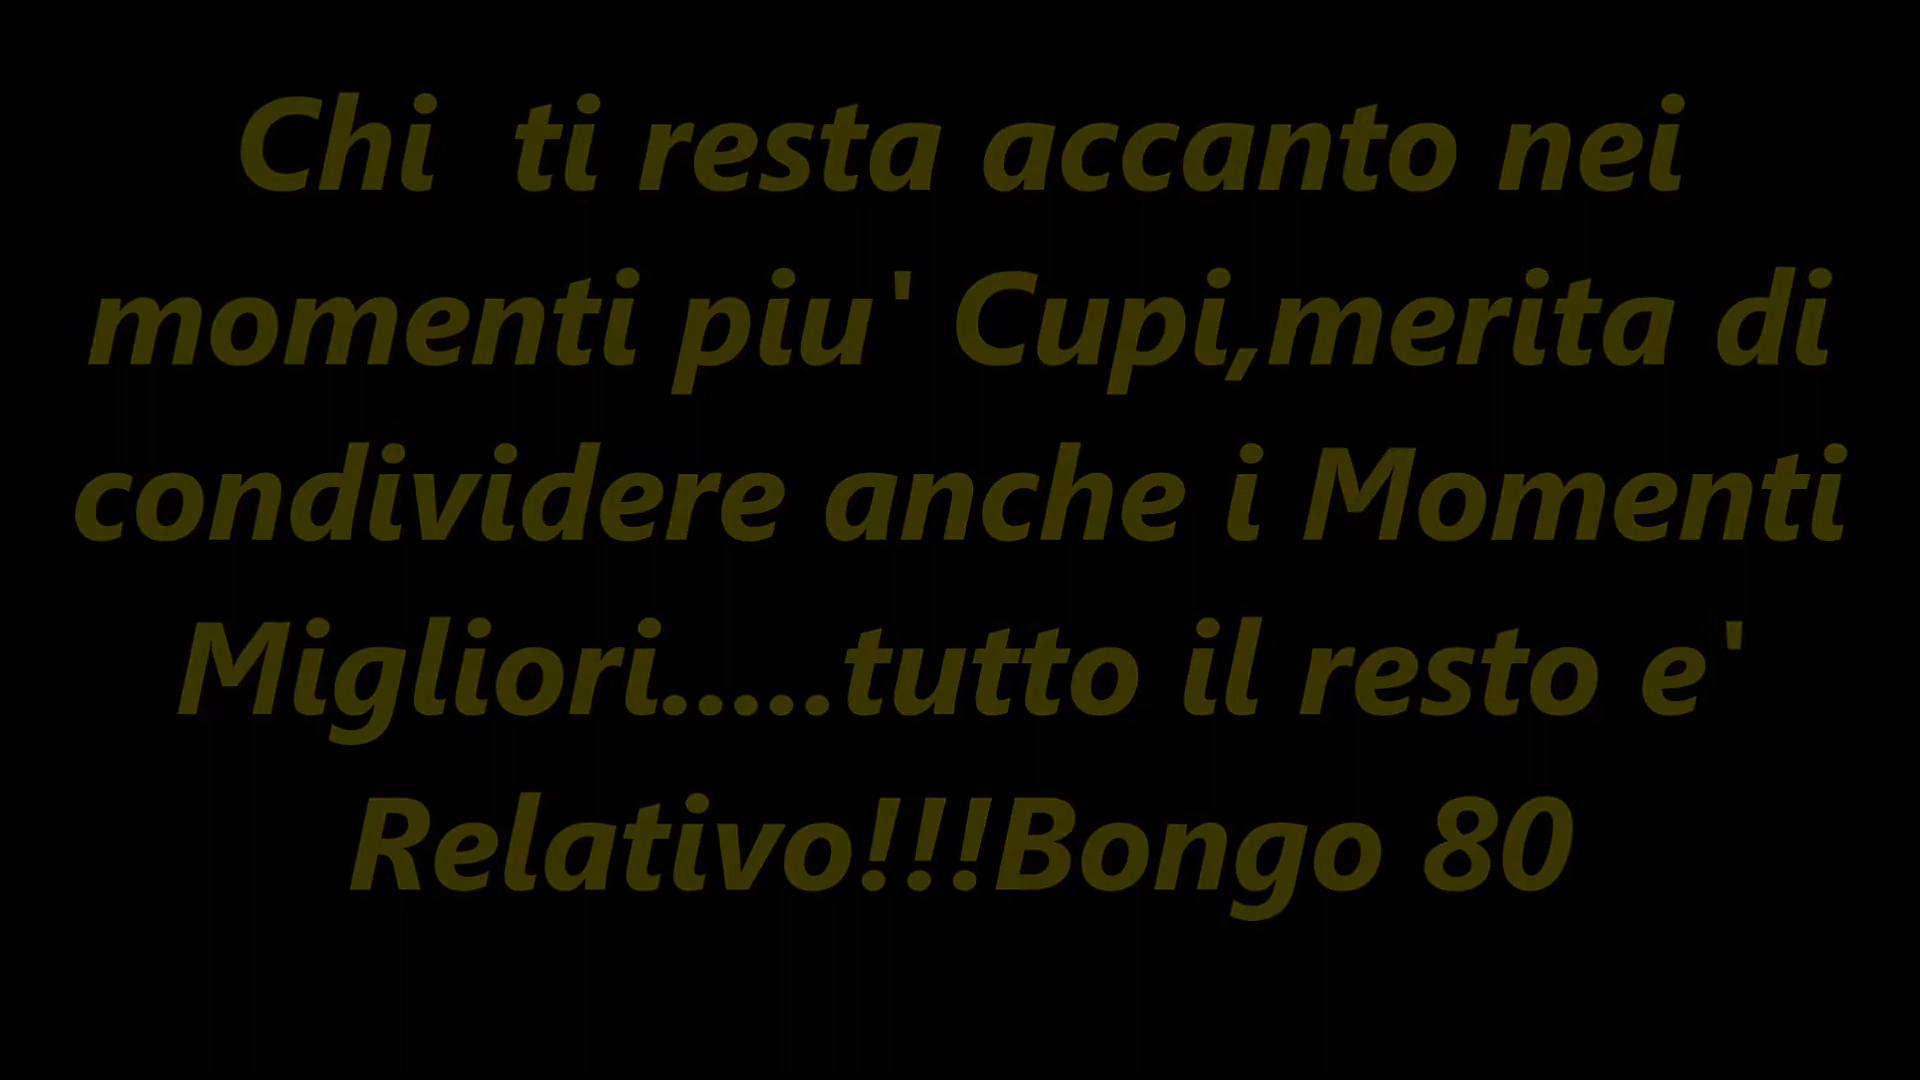 Chi  ti resta accanto nei
momenti piu' Cupi,merita di
condividere anche i Momenti
Migliori.....tutto il resto e'
Relativo!!!Bongo 80